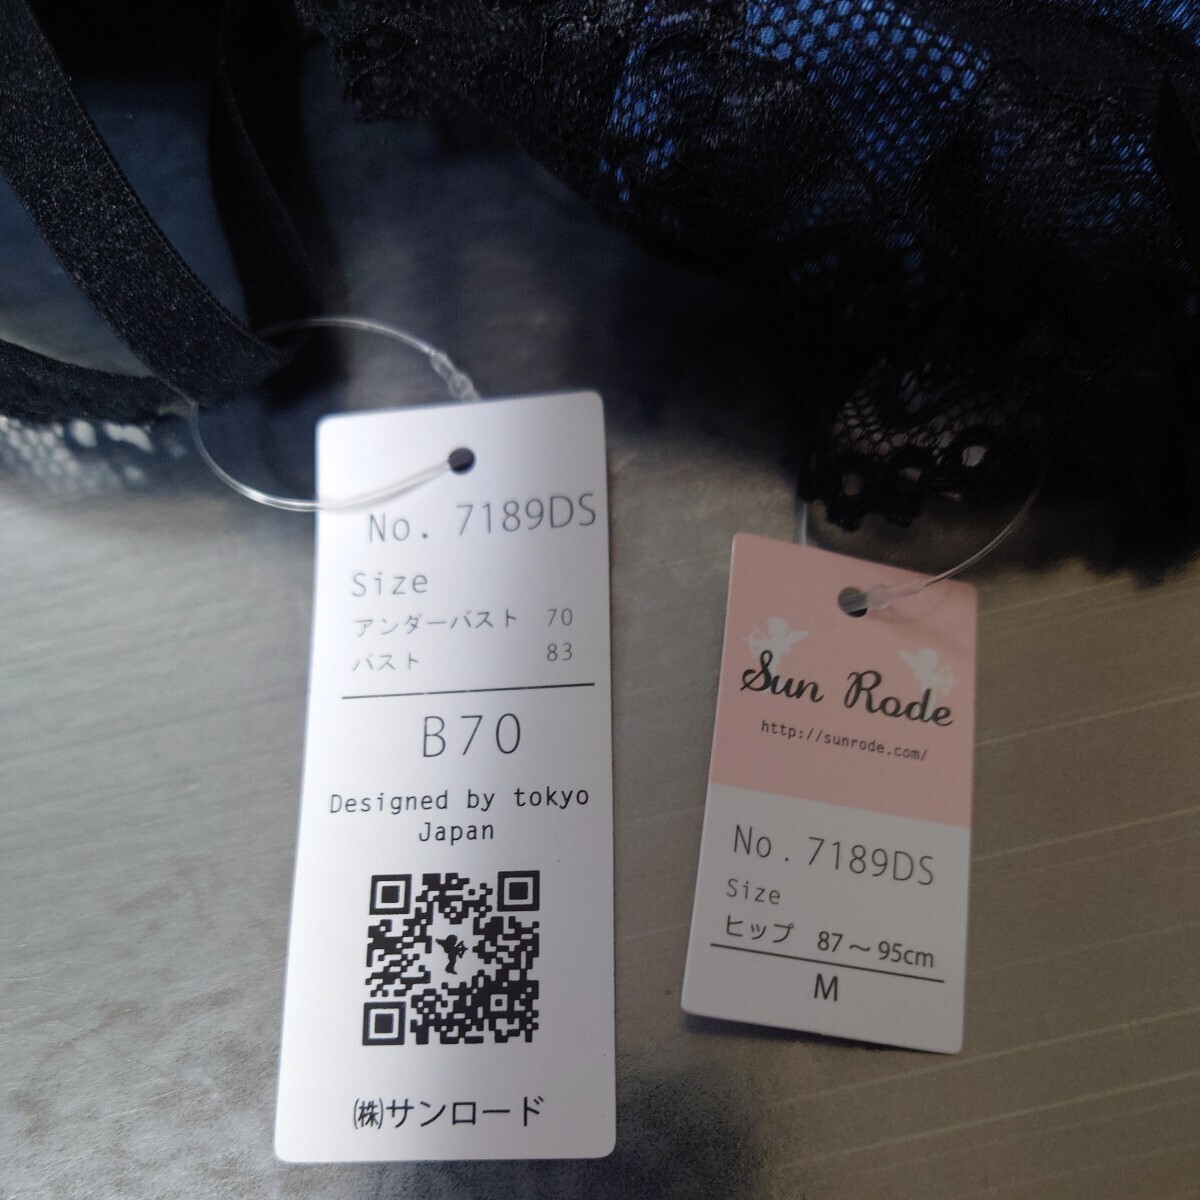 No. 7189DS
Size
アンダーバスト 70
バスト 83
B70
Designed by tokyo
Japan
㈱サンロード
Sun Rode
http://sunrode.com/
No. 7189DS
Size
ヒップ 87～95cm
M